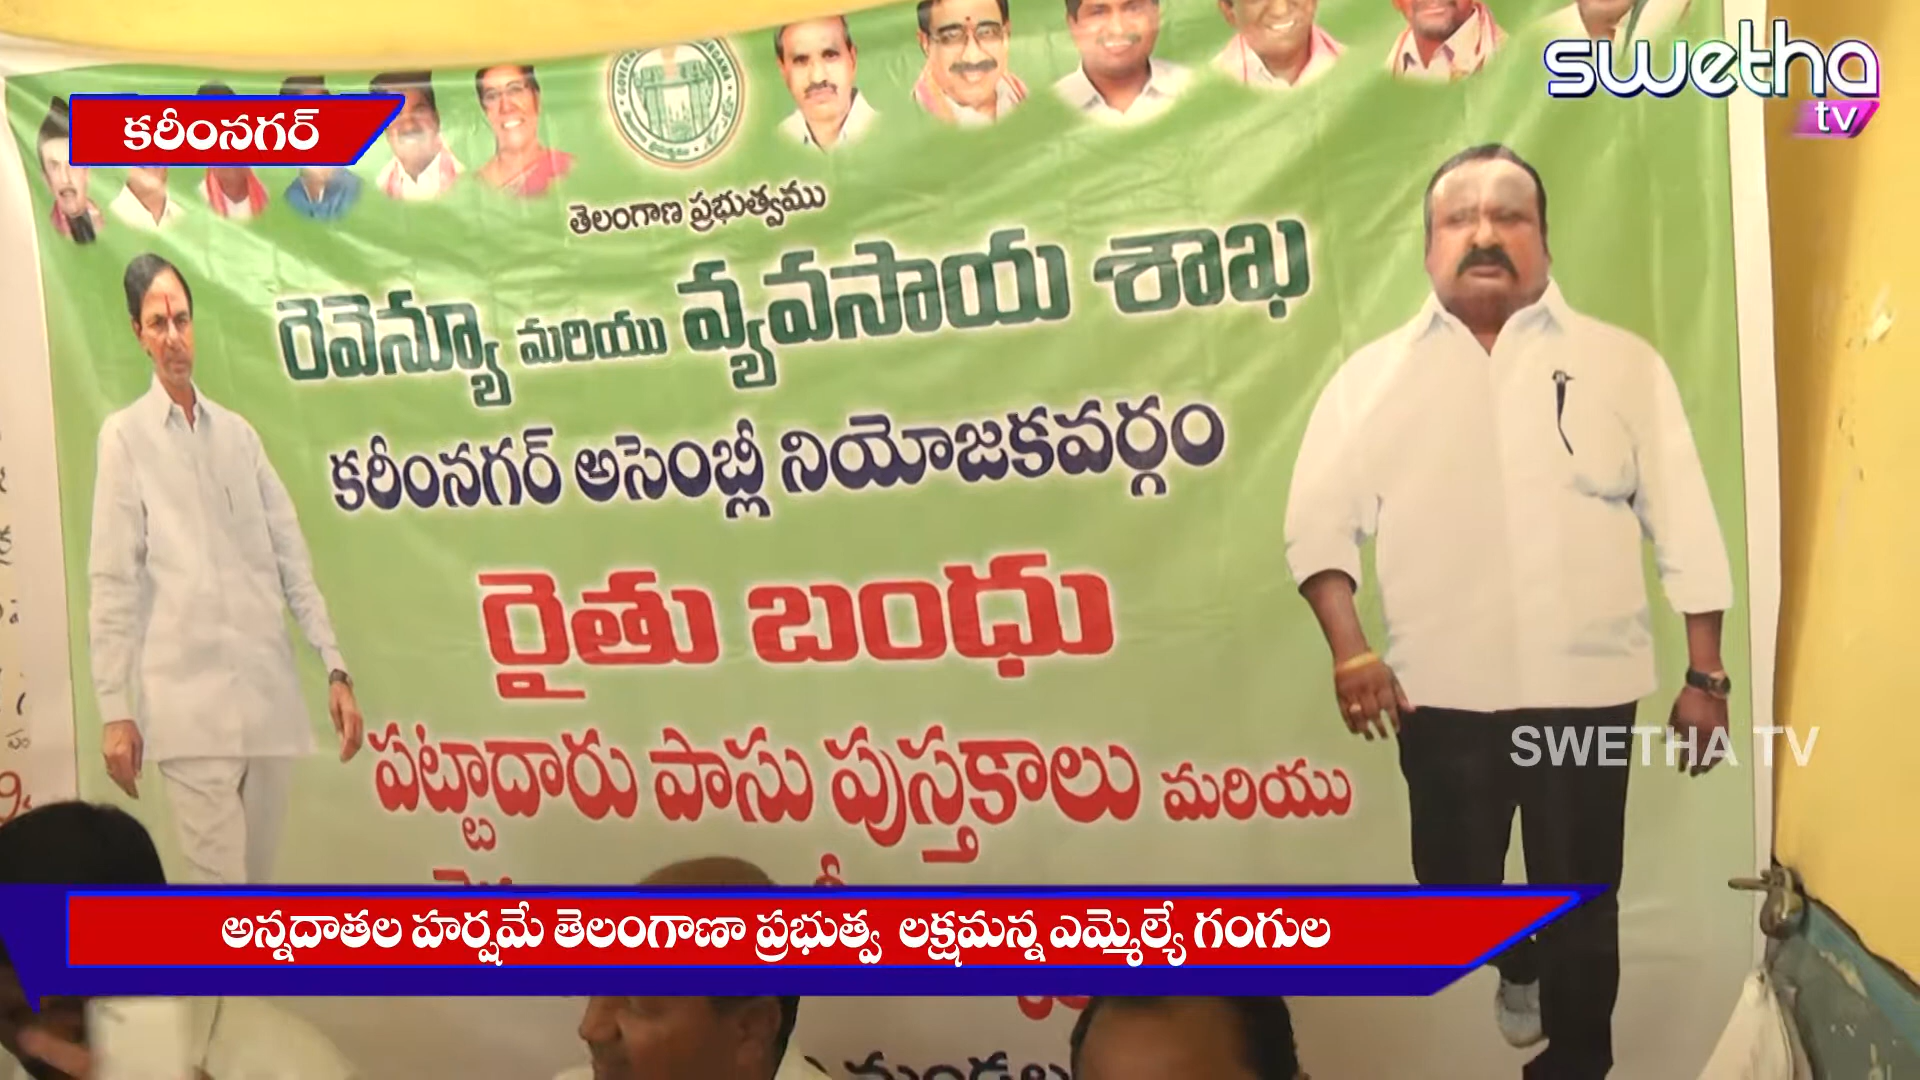 swetha
tv
కరీంనగర్
తెలంగాణ ప్రభుత్వము
రెవెన్యూ మరియు వ్యవసాయ శాఖ
కరీంనగర్ అసెంబ్లీ నియోజకవర్గం
రైతు బంధు
పట్టాదారు పాసు పుస్తకాలు మరియు
SWETHA TV
అన్నదాతల హర్షమే తెలంగాణా ప్రభుత్వ లక్ష్యమన్న ఎమ్మెల్యే గంగుల